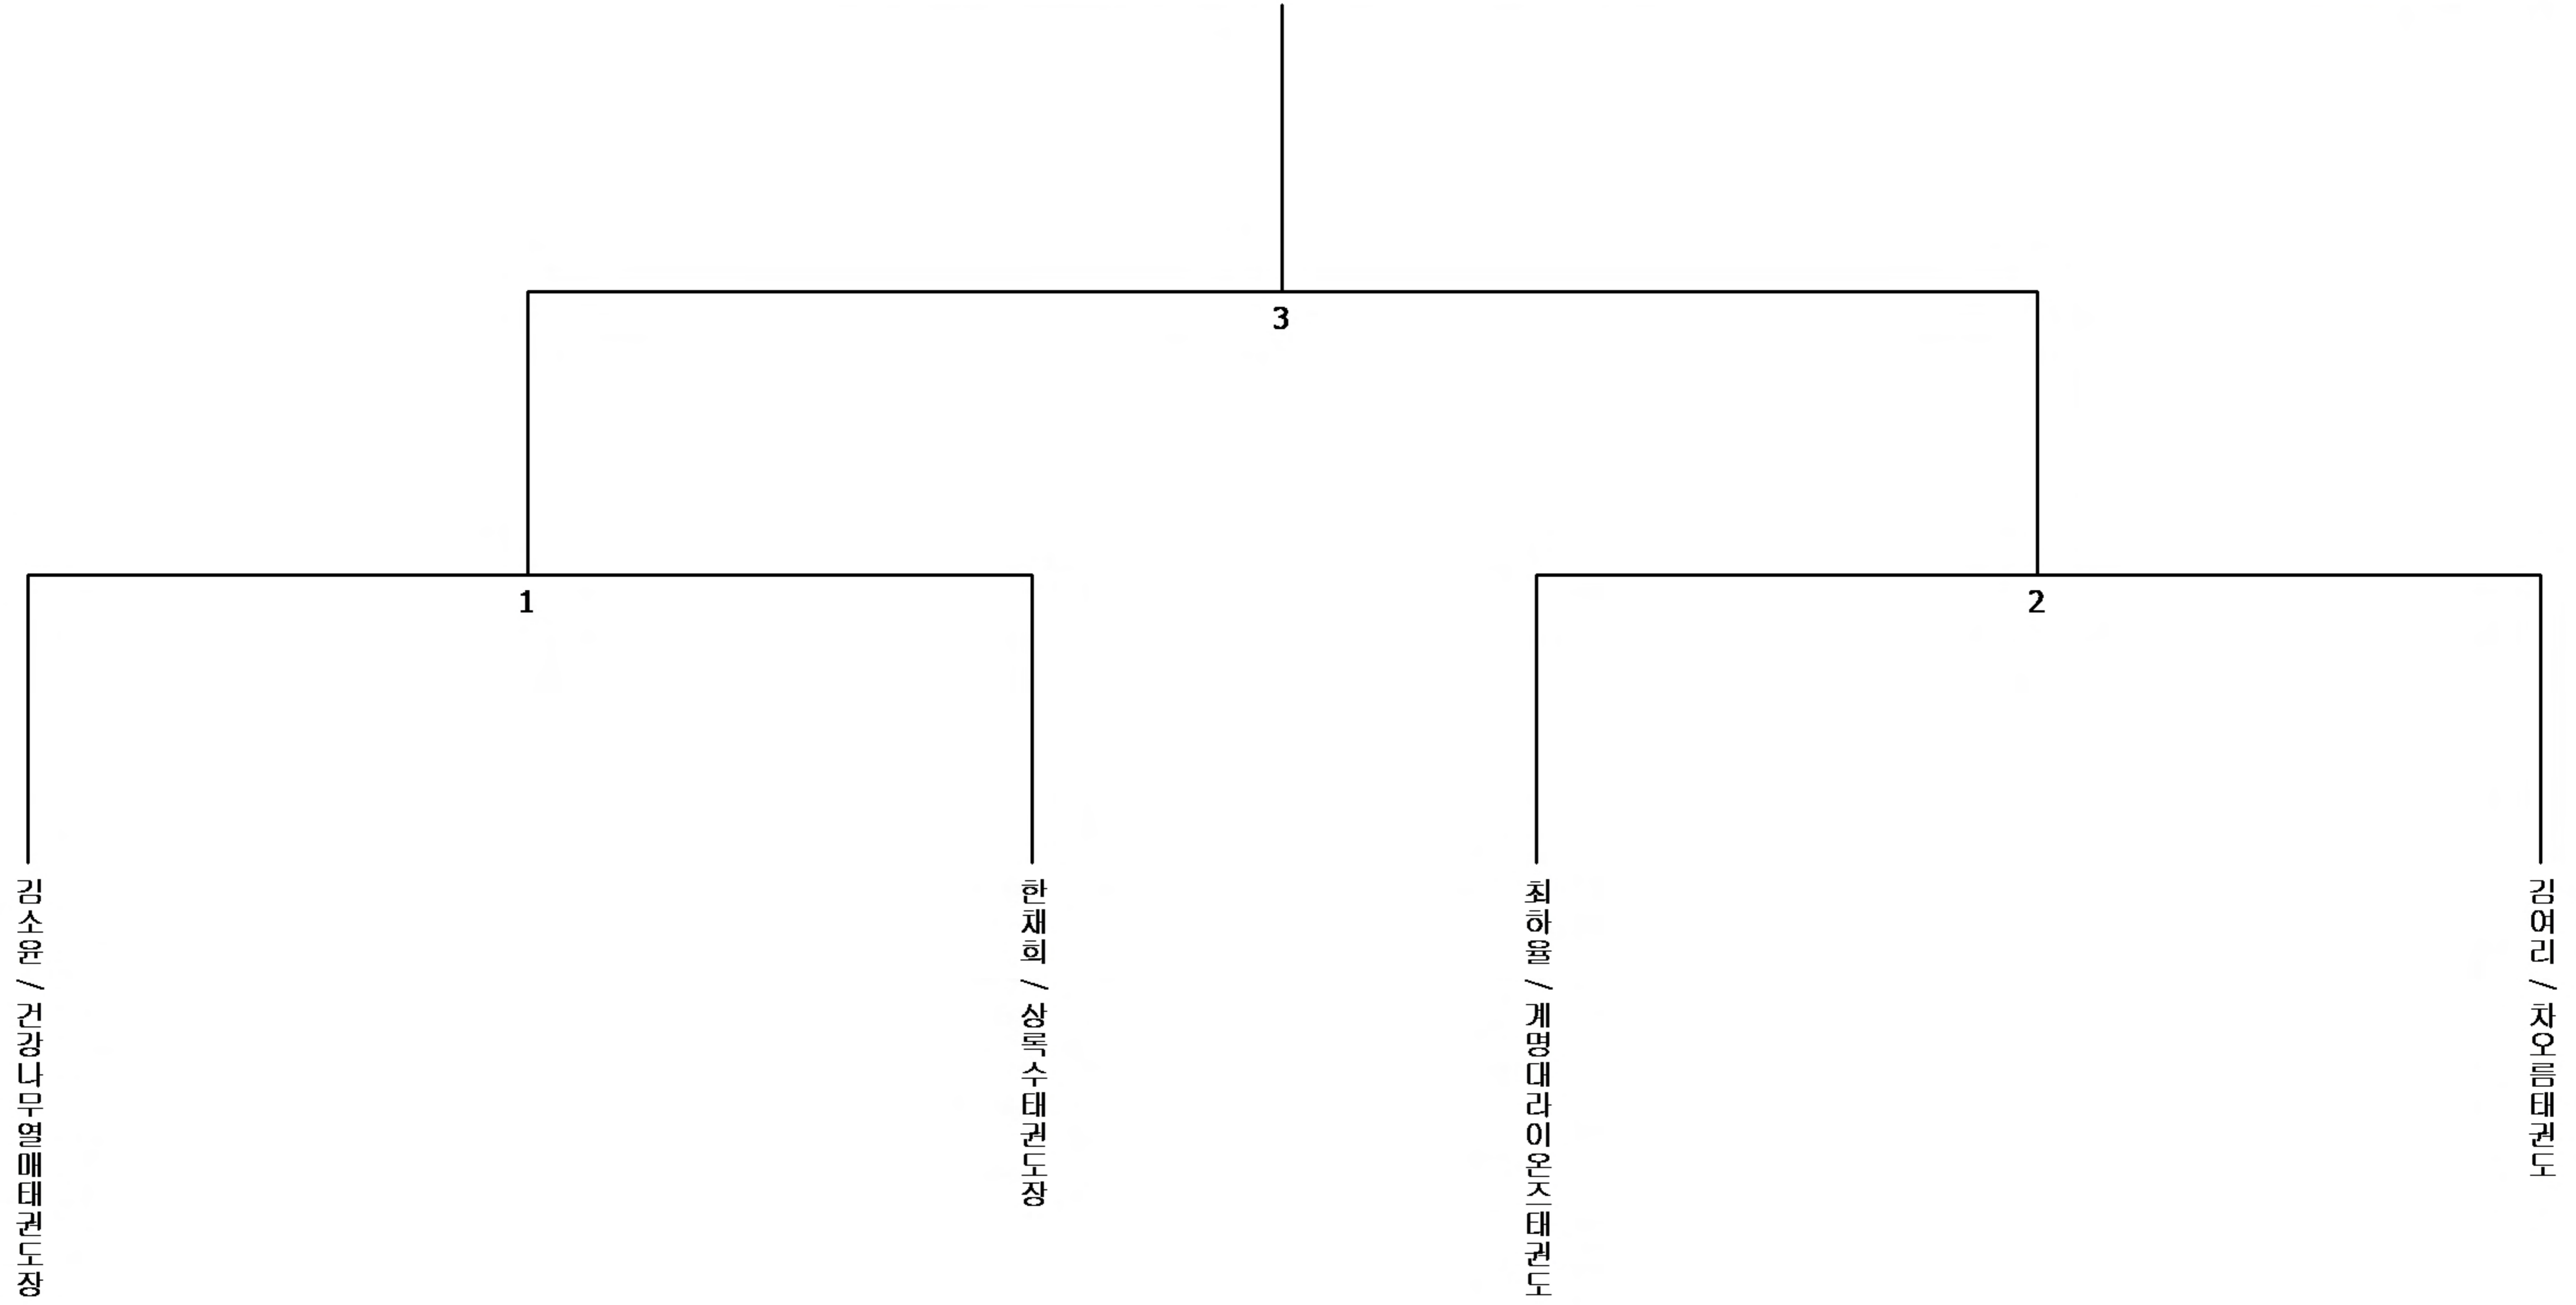 3
1
2
김소윤 / 건강나무열매태권도장
한채희 / 상록수태권도장
최하율 / 계명대라이온즈태권도
김여리 / 차오름태권도